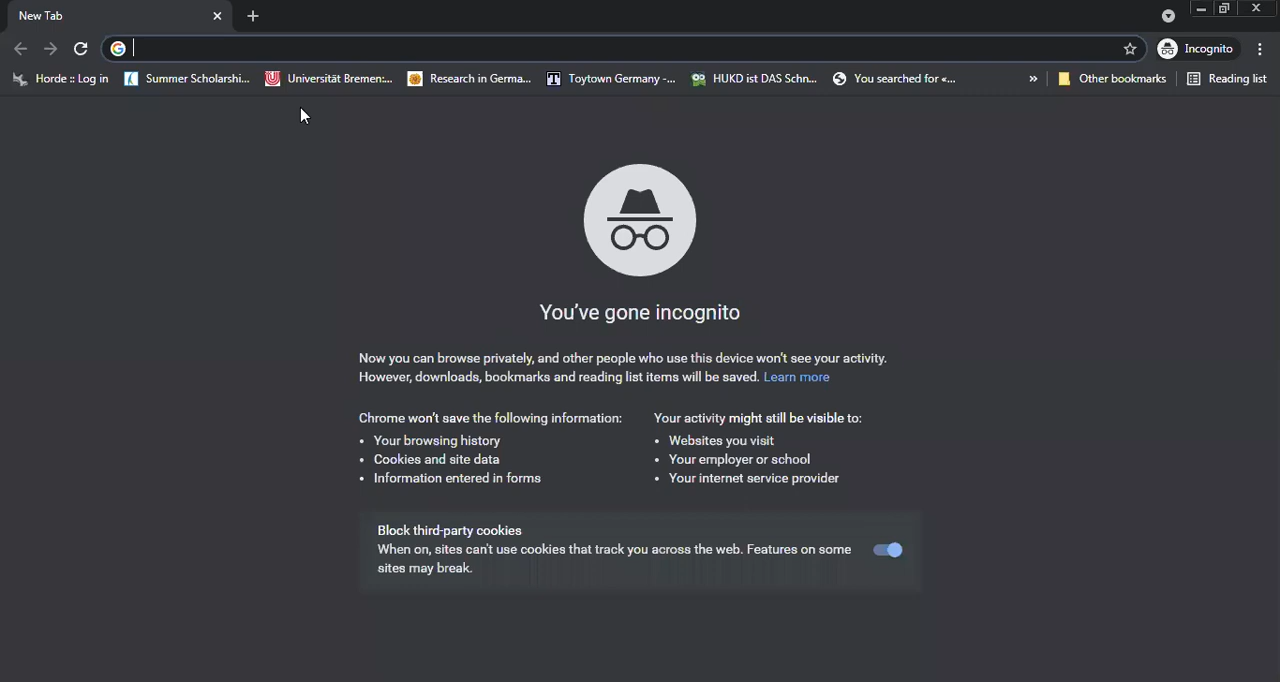 New Tab
Incognito
Horde :: Log in
Summer Scholarshi...
Universität Bremen:...
Research in Germa...
Toytown Germany -...
HUKD ist DAS Schn...
You searched for «...
»
Other bookmarks
Reading list
You've gone incognito
Now you can browse privately, and other people who use this device won't see your activity.
However, downloads, bookmarks and reading list items will be saved. Learn more
Chrome won't save the following information:
• Your browsing history
• Cookies and site data
• Information entered in forms
Your activity might still be visible to:
• Websites you visit
• Your employer or school
• Your internet service provider
Block third-party cookies
When on, sites can't use cookies that track you across the web. Features on some
sites may break.